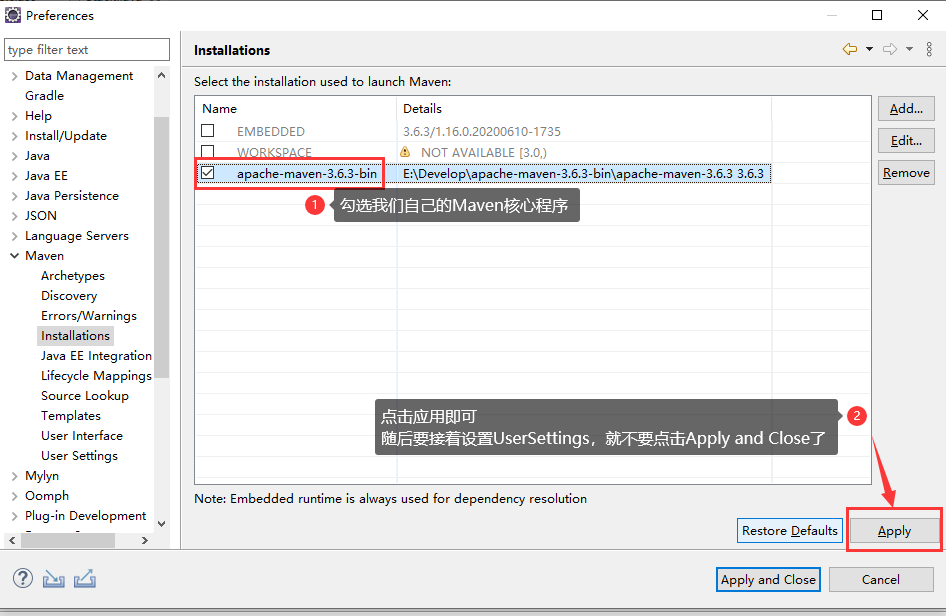 Preferences
type filter text
Data Management
Gradle
Help
Install/Update
Java
Java EE
Java Persistence
JSON
Language Servers
Maven
Archetypes
Discovery
Errors/Warnings
Installations
Java EE Integration
Lifecycle Mappings
Source Lookup
Templates
User Interface
User Settings
Mylyn
Oomph
Plug-in Development
Installations
Select the installation used to launch Maven:
Name Details
EMBEDDED 3.6.3/1.16.0.20200610-1735
WORKSPACE NOT AVAILABLE [3.0,)
apache-maven-3.6.3-bin E:\Develop\apache-maven-3.6.3-bin\apache-maven-3.6.3 3.6.3
1 勾选我们自己的Maven核心程序
Add...
Edit...
Remove
点击应用即可 2
随后要接着设置UserSettings，就不要点击Apply and Close了
Note: Embedded runtime is always used for dependency resolution
Restore Defaults Apply
? Apply and Close Cancel